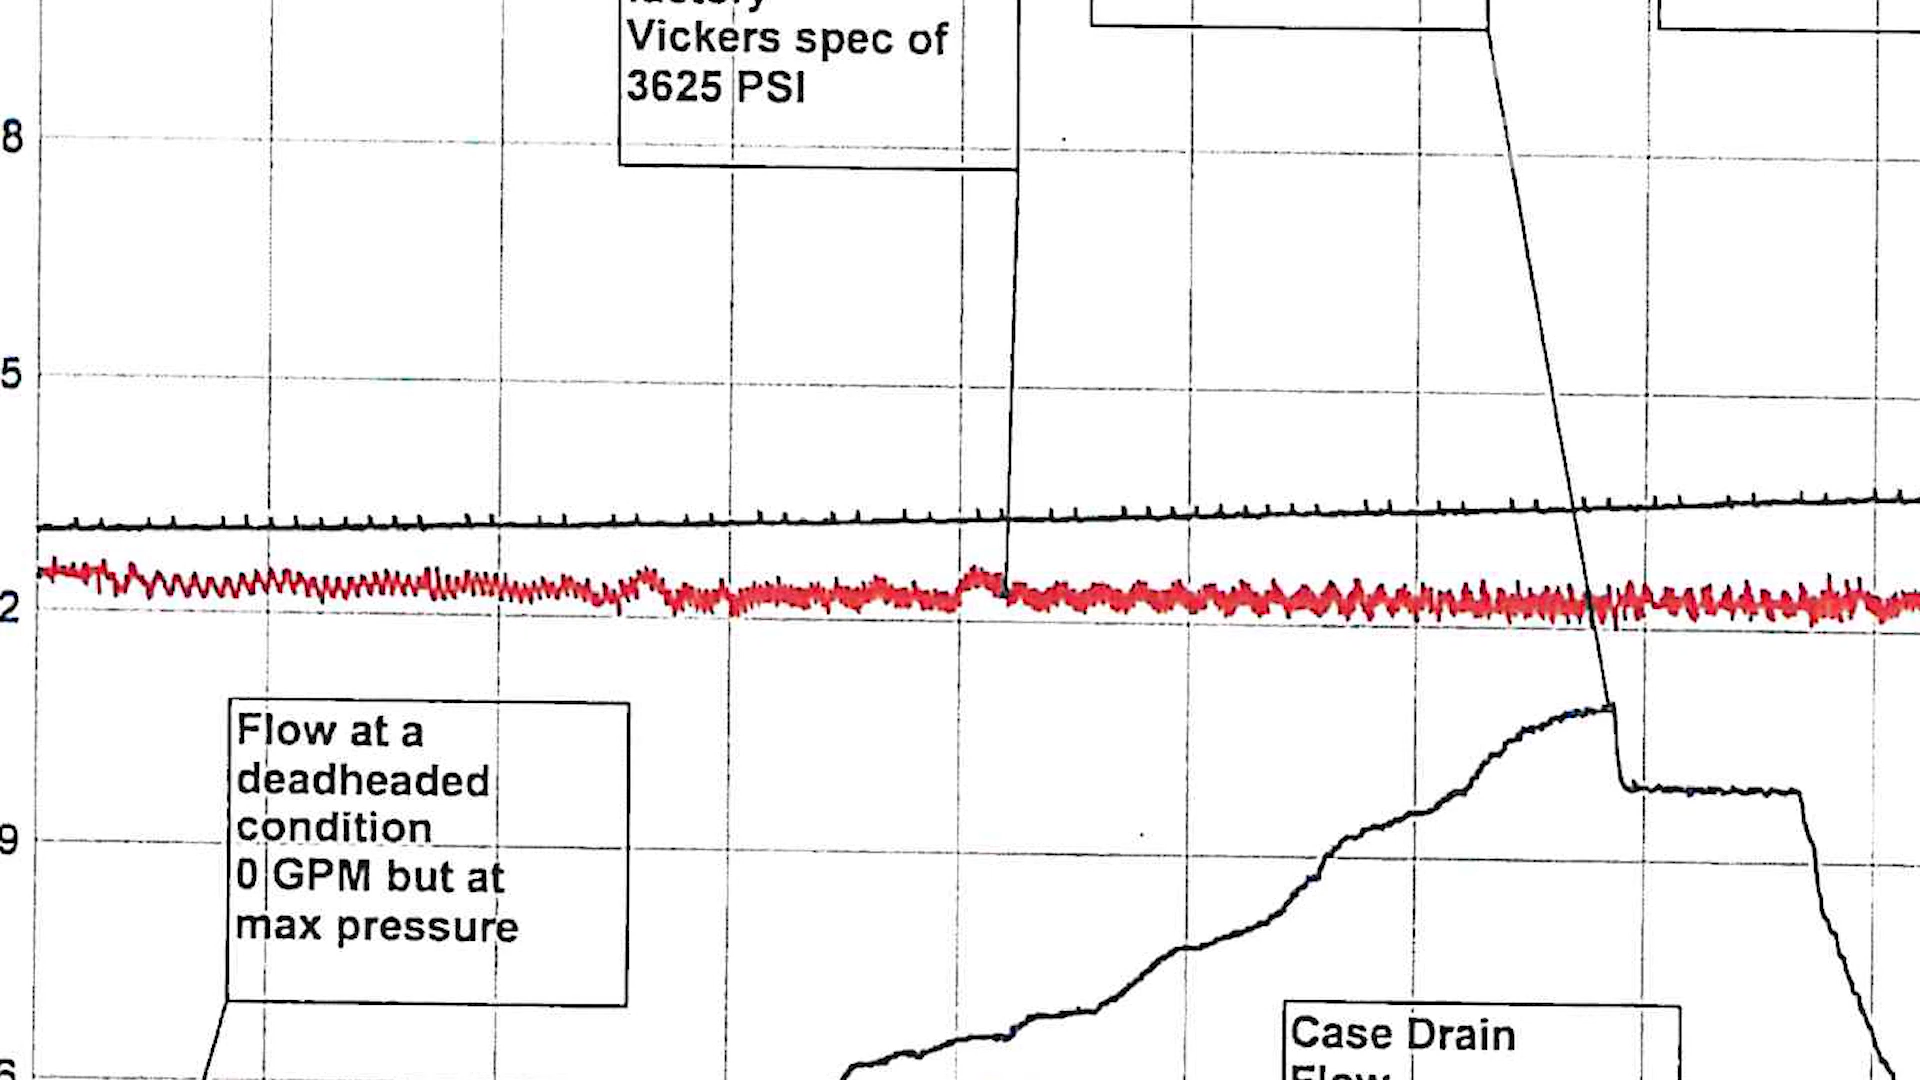 Vickers spec of
3625 PSI
8
5
2
Flow at a
deadheaded
condition
0 GPM but at
max pressure
9
Case Drain